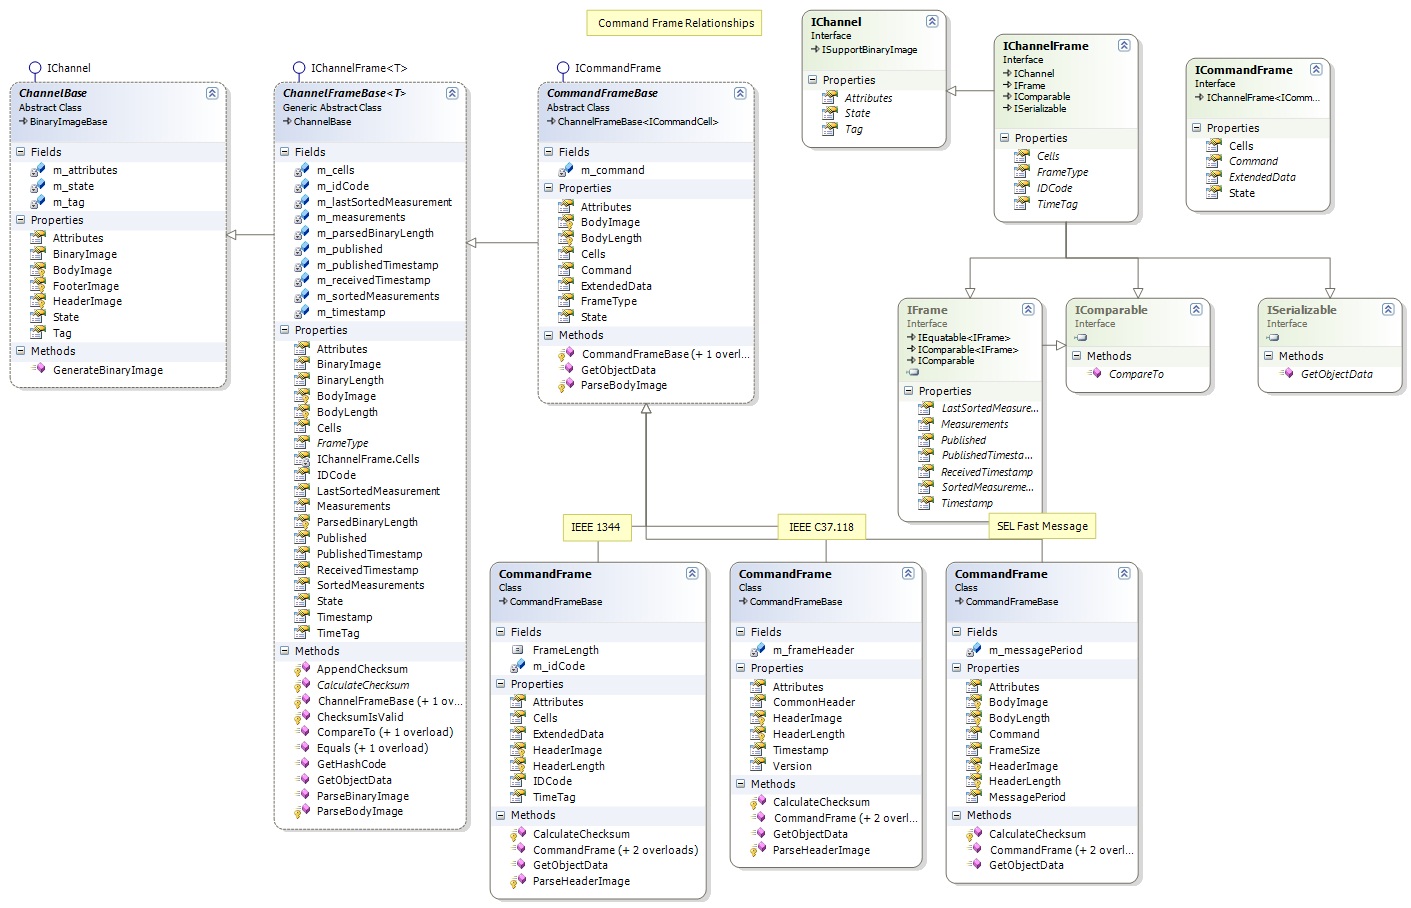 Command Frame Relationships
IChannel
ChannelBase
Abstract Class
BinaryImageBase
Fields
m_attributes
m_state
m_tag
Properties
Attributes
BinaryImage
BodyImage
FooterImage
HeaderImage
State
Tag
Methods
GenerateBinaryImage
IChannelFrame<T>
ChannelFrameBase<T>
Generic Abstract Class
ChannelBase
Fields
m_cells
m_idCode
m_lastSortedMeasurement
m_measurements
m_parsedBinaryLength
m_published
m_publishedTimestamp
m_receivedTimestamp
m_sortedMeasurements
m_timestamp
Properties
Attributes
BinaryImage
BinaryLength
BodyImage
BodyLength
Cells
FrameType
IChannelFrame.Cells
IDCode
LastSortedMeasurement
Measurements
ParsedBinaryLength
Published
PublishedTimestamp
ReceivedTimestamp
SortedMeasurements
State
Timestamp
TimeTag
Methods
AppendChecksum
CalculateChecksum
ChannelFrameBase (+ 1 ov...
ChecksumIsValid
CompareTo (+ 1 overload)
Equals (+ 1 overload)
GetHashCode
GetObjectData
ParseBinaryImage
ParseBodyImage
ICommandFrame
CommandFrameBase
Abstract Class
ChannelFrameBase<ICommandCell>
Fields
m_command
Properties
Attributes
BodyImage
BodyLength
Cells
Command
ExtendedData
FrameType
State
Methods
CommandFrameBase (+ 1 overl...
GetObjectData
ParseBodyImage
IChannel
Interface
ISupportBinaryImage
Properties
Attributes
State
Tag
IChannelFrame
Interface
IChannel
IFrame
IComparable
ISerializable
Properties
Cells
FrameType
IDCode
TimeTag
ICommandFrame
Interface
IChannelFrame<IComm...
Properties
Cells
Command
ExtendedData
State
IFrame
Interface
IEquatable<IFrame>
IComparable<IFrame>
IComparable
Properties
LastSortedMeasure...
Measurements
Published
PublishedTimesta...
ReceivedTimestamp
SortedMeasureme...
Timestamp
IComparable
Interface
Methods
CompareTo
ISerializable
Interface
Methods
GetObjectData
IEEE 1344
CommandFrame
Class
CommandFrameBase
Fields
FrameLength
m_idCode
Properties
Attributes
Cells
ExtendedData
HeaderImage
HeaderLength
IDCode
TimeTag
Methods
CalculateChecksum
CommandFrame (+ 2 overloads)
GetObjectData
ParseHeaderImage
IEEE C37.118
CommandFrame
Class
CommandFrameBase
Fields
m_frameHeader
Properties
Attributes
CommonHeader
HeaderImage
HeaderLength
Timestamp
Version
Methods
CalculateChecksum
CommandFrame (+ 2 overl...
GetObjectData
ParseHeaderImage
SEL Fast Message
CommandFrame
Class
CommandFrameBase
Fields
m_messagePeriod
Properties
Attributes
BodyImage
BodyLength
Command
FrameSize
HeaderImage
HeaderLength
MessagePeriod
Methods
CalculateChecksum
CommandFrame (+ 2 overl...
GetObjectData